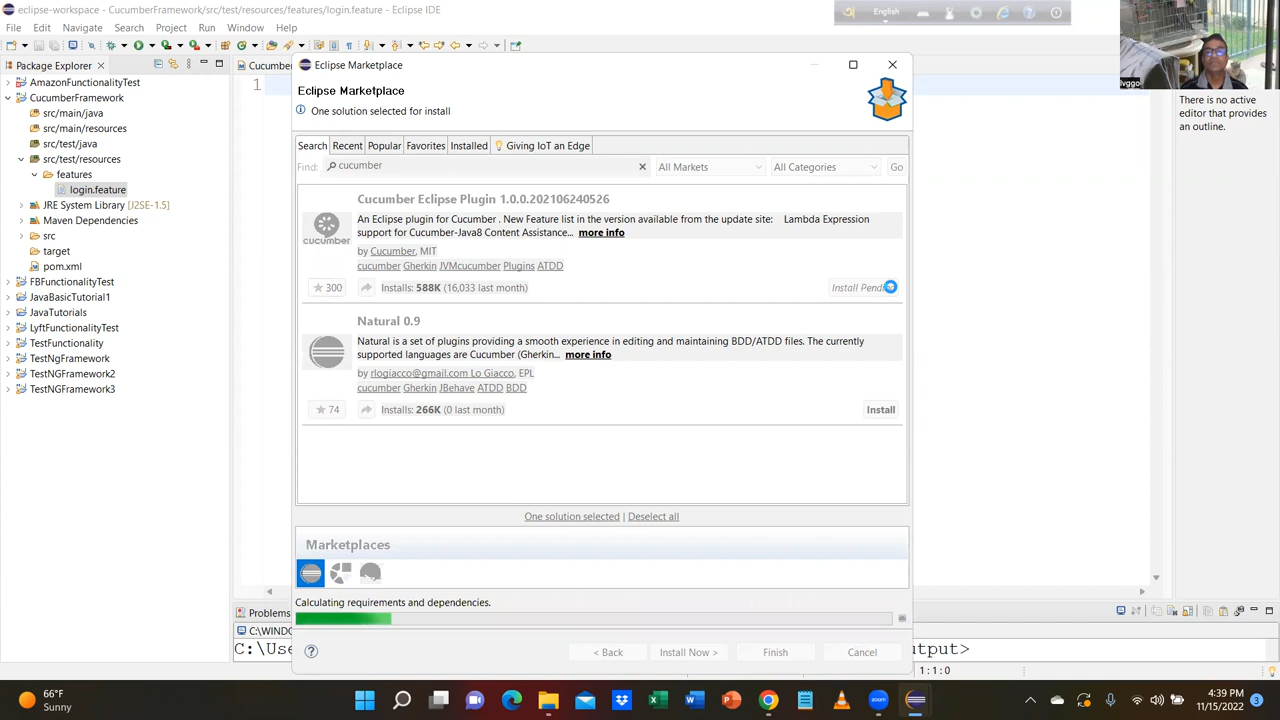 eclipse-workspace - CucumberFramework/src/test/resources/features/login.feature - Eclipse IDE
English
File Edit Navigate Search Project Run Window Help
Package Explorer
AmazonFunctionalityTest
CucumberFramework
src/main/java
src/main/resources
src/test/java
src/test/resources
features
login.feature
JRE System Library [J2SE-1.5]
Maven Dependencies
src
target
pom.xml
FBFunctionalityTest
JavaBasicTutorial1
JavaTutorials
LyftFunctionalityTest
TestFunctionality
TestNgFramework
TestNGFramework2
TestNGFramework3
1
Eclipse Marketplace
Eclipse Marketplace
One solution selected for install
Search Recent Popular Favorites Installed Giving IoT an Edge
Find: cucumber All Markets All Categories Go
Cucumber Eclipse Plugin 1.0.0.202106240526
An Eclipse plugin for Cucumber . New Feature list in the version available from the update site: Lambda Expression
support for Cucumber-Java8 Content Assistance... more info
CUCUMBER
by Cucumber, MIT
cucumber Gherkin JVMcucumber Plugins ATDD
300 Installs: 588K (16,033 last month) Install
Natural 0.9
Natural is a set of plugins providing a smooth experience in editing and maintaining BDD/ATDD files. The currently
supported languages are Cucumber (Gherkin... more info
by rlogiacco@gmail.com Lo Giacco, EPL
cucumber Gherkin JBehave ATDD BDD
74 Installs: 266K (0 last month) Install
One solution selected | Deselect all
Marketplaces
Calculating requirements and dependencies.
< Back Install Now > Finish Cancel
There is no active
editor that provides
an outline.
Problems
C:\WIND
C:\Use
utput>
1:1:0
66°F
Sunny
4:39 PM
11/15/2022
3